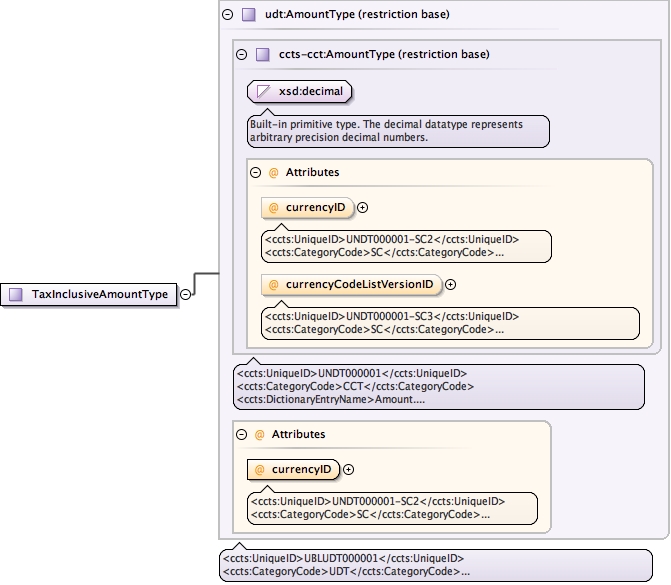 udt:AmountType (restriction base)
ccts-cct:AmountType (restriction base)
xsd:decimal
Built-in primitive type. The decimal datatype represents
arbitrary precision decimal numbers.
@ Attributes
@ currencyID
<ccts:UniqueID>UNDT000001-SC2</ccts:UniqueID>
<ccts:CategoryCode>SC</ccts:CategoryCode>...
@ currencyCodeListVersionID
<ccts:UniqueID>UNDT000001-SC3</ccts:UniqueID>
<ccts:CategoryCode>SC</ccts:CategoryCode>...
TaxInclusiveAmountType
<ccts:UniqueID>UNDT000001</ccts:UniqueID>
<ccts:CategoryCode>CCT</ccts:CategoryCode>
<ccts:DictionaryEntryName>Amount....
@ Attributes
@ currencyID
<ccts:UniqueID>UNDT000001-SC2</ccts:UniqueID>
<ccts:CategoryCode>SC</ccts:CategoryCode>...
<ccts:UniqueID>UBLUDT000001</ccts:UniqueID>
<ccts:CategoryCode>UDT</ccts:CategoryCode>...